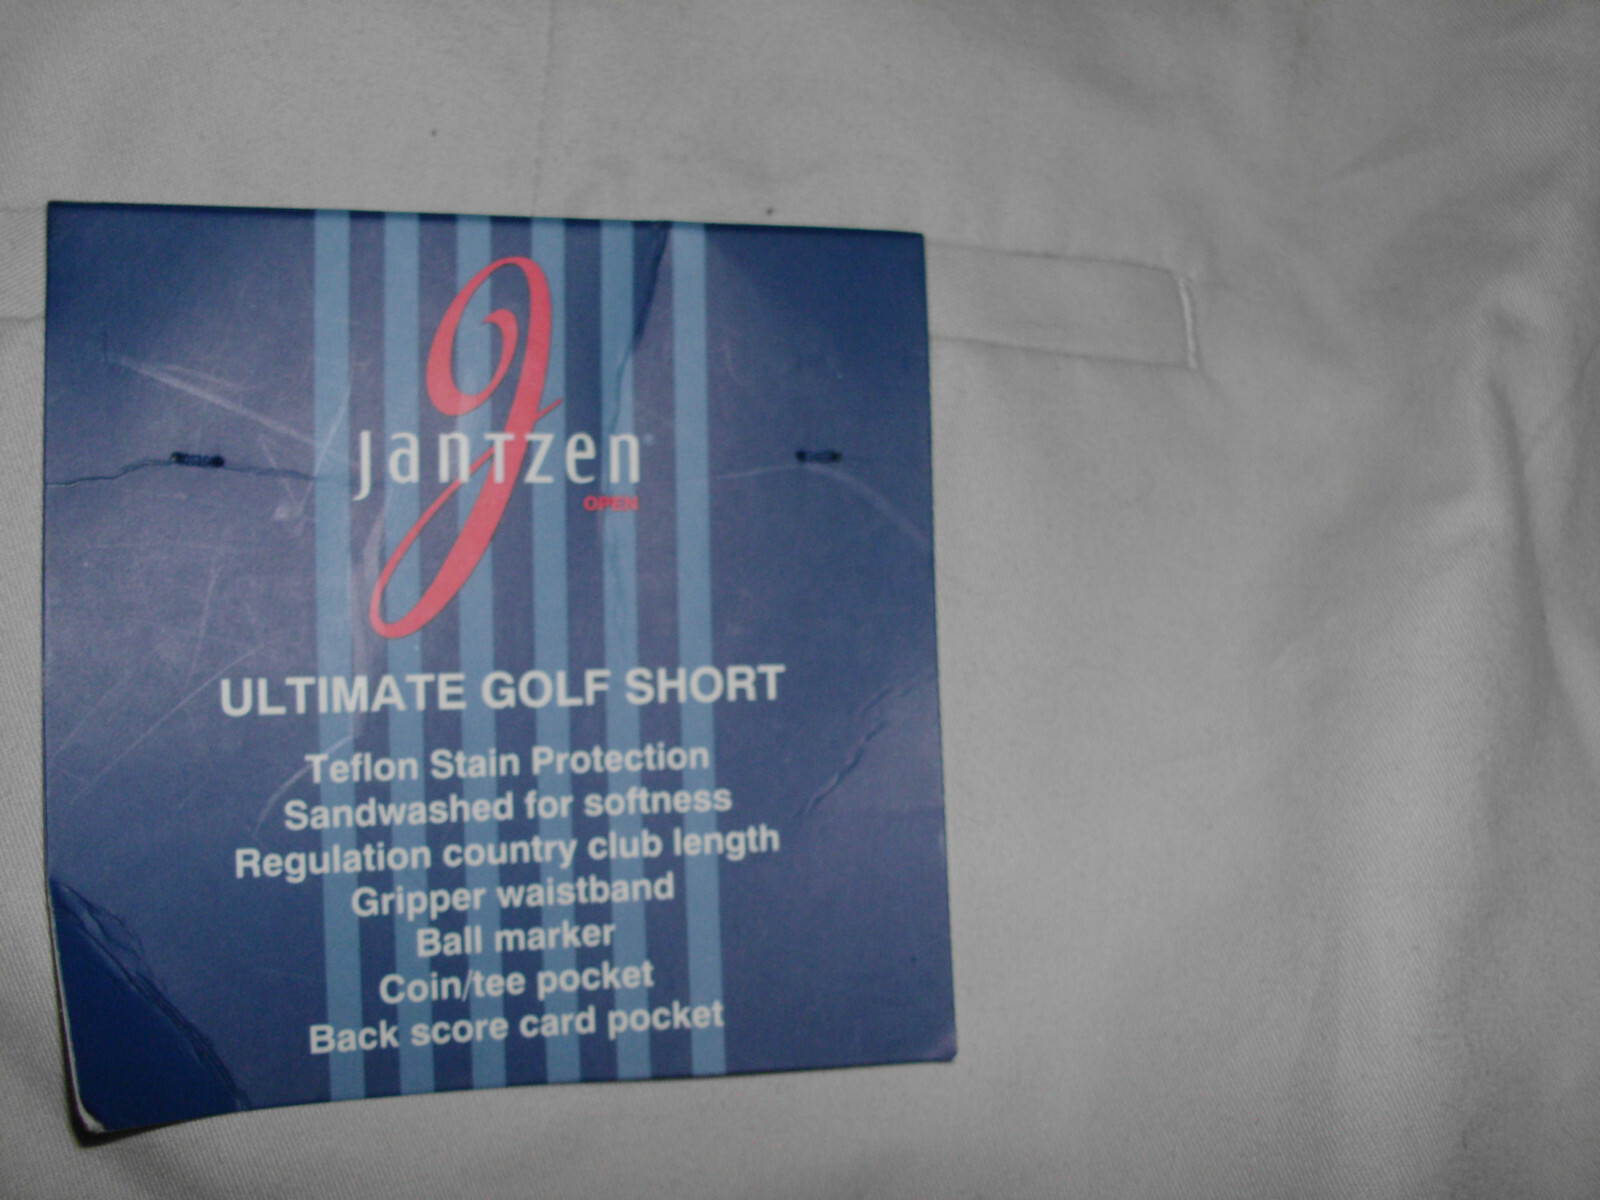 J
Jantzen
OPEN
ULTIMATE GOLF SHORT
Teflon Stain Protection
Sandwashed for softness
Regulation country club length
Gripper waistband
Ball marker
Coin/tee pocket
Back score card pocket